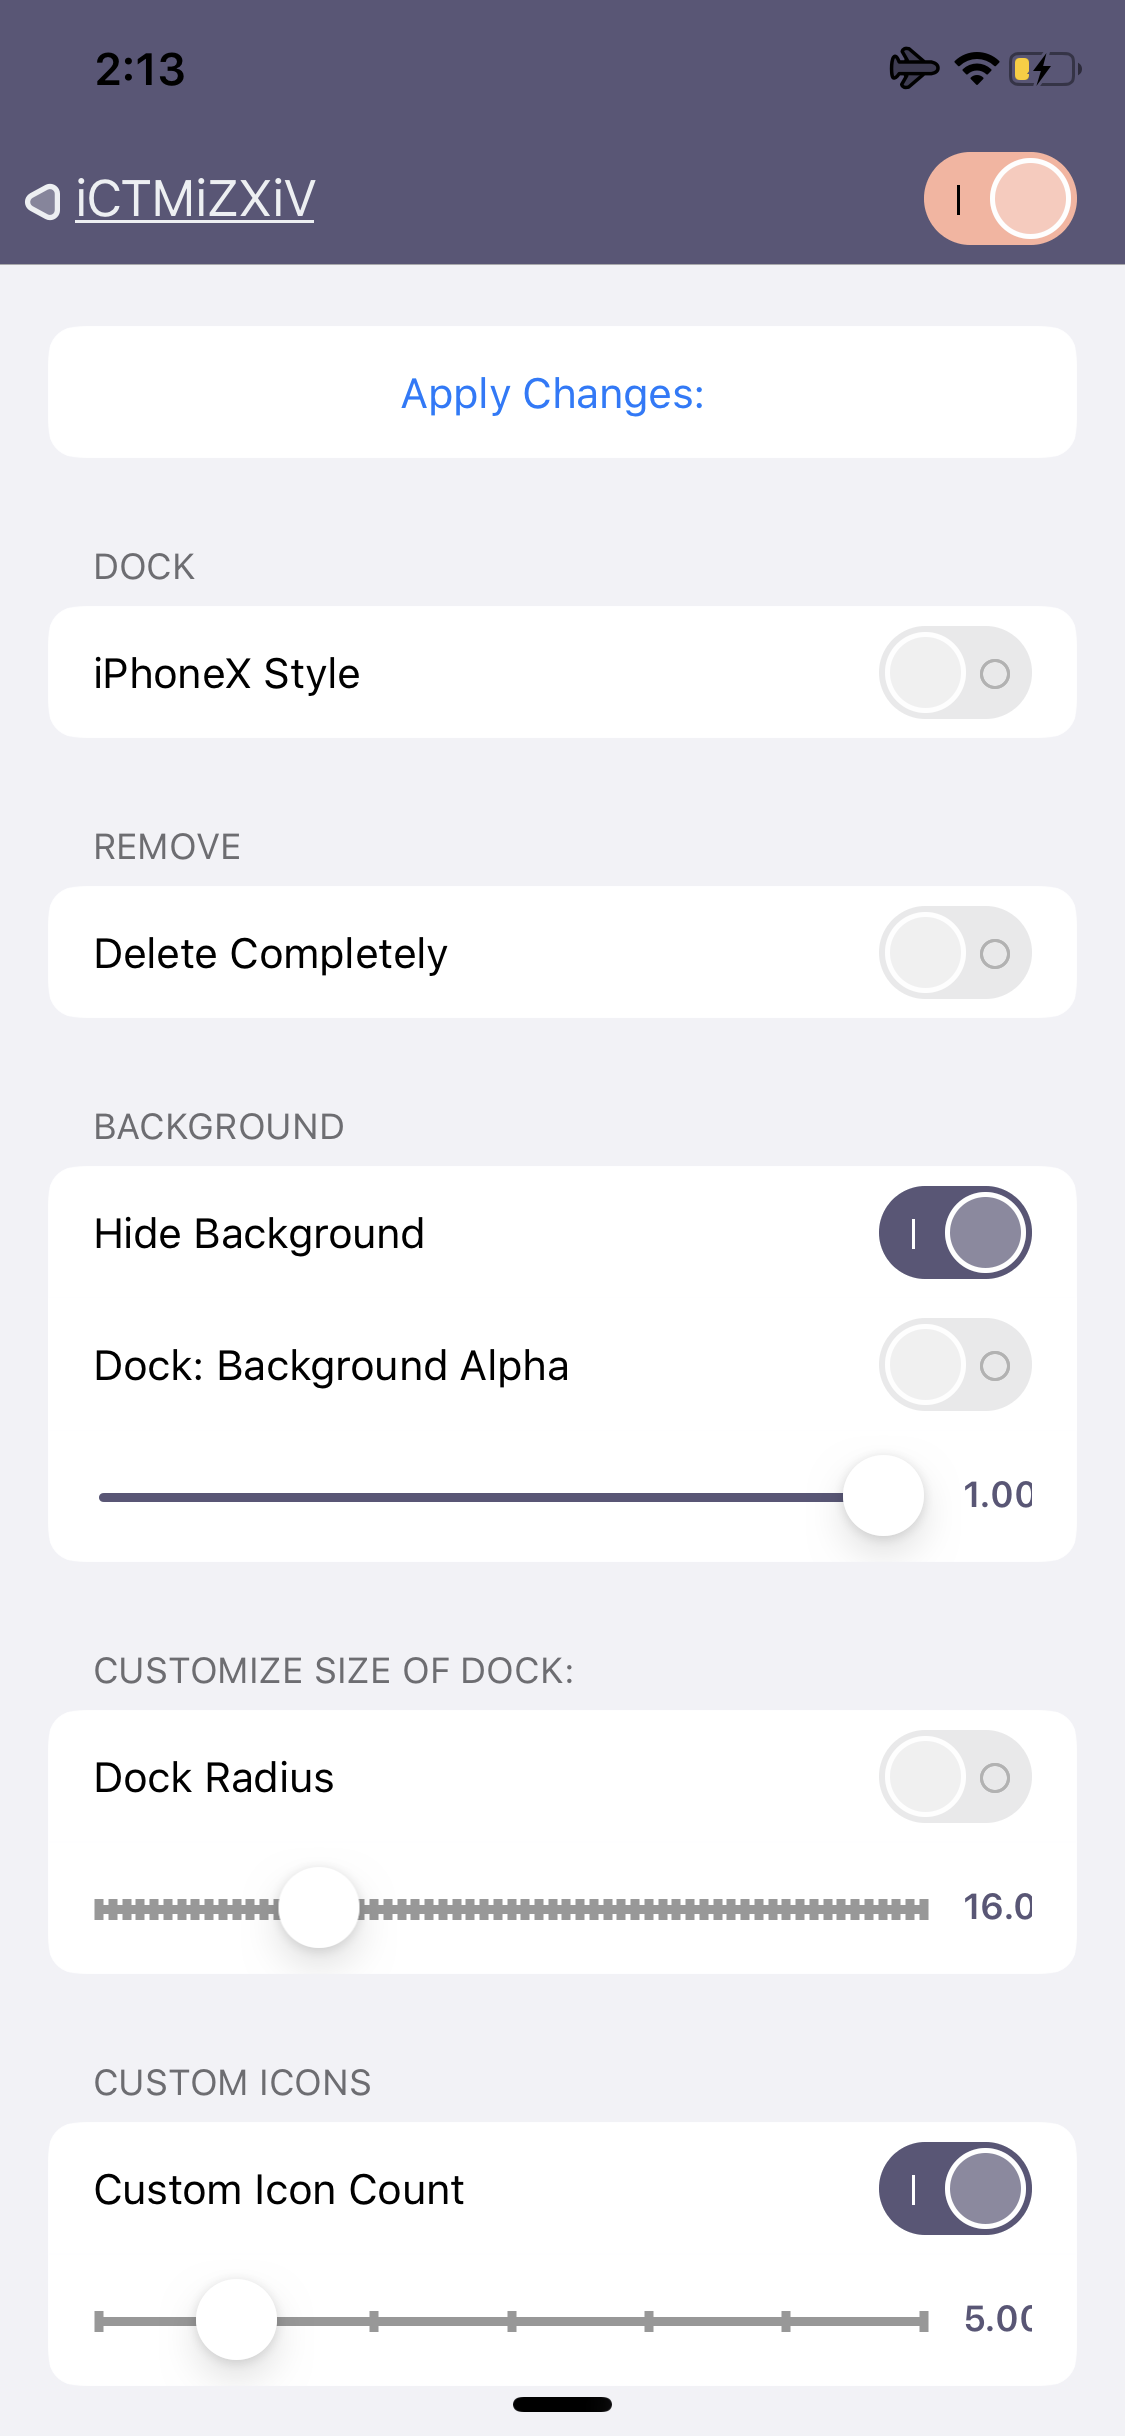 2:13
iCTMiZXiV
Apply Changes:
DOCK
iPhoneX Style
REMOVE
Delete Completely
BACKGROUND
Hide Background
Dock: Background Alpha
1.00
CUSTOMIZE SIZE OF DOCK:
Dock Radius
16.0
CUSTOM ICONS
Custom Icon Count
5.00